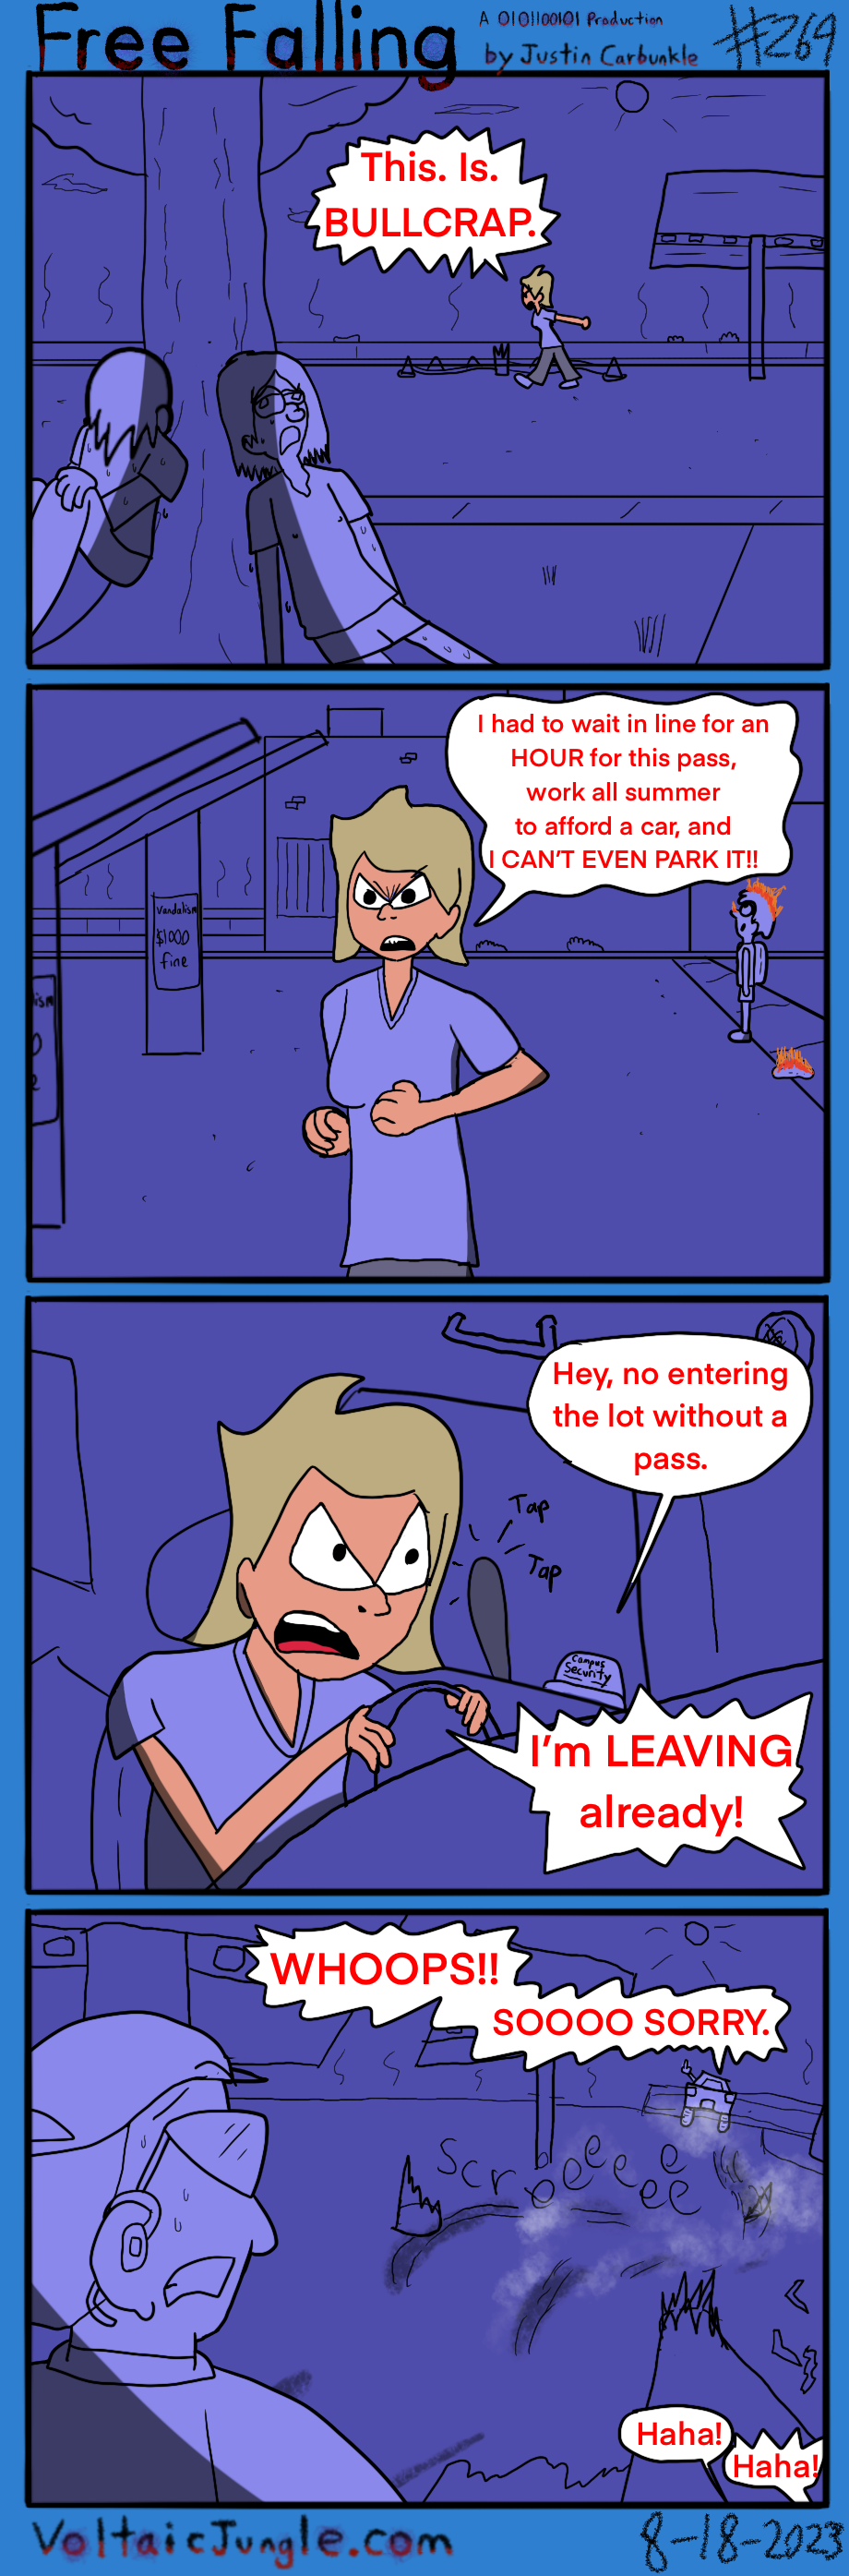 Free Falling
A 0101100101 Production
by Justin Carbunkle
#269
This. Is.
BULLCRAP.
I had to wait in line for an
HOUR for this pass,
work all summer
to afford a car, and
I CAN'T EVEN PARK IT!!
Vandalism
$1000
fine
ism
0
e
Hey, no entering
the lot without a
pass.
Tap
Tap
Campus
Security
I'm LEAVING
already!
WHOOPS!!
SOOOO SORRY.
Screeeeeee
Haha!
Haha!
VoltaicJungle.com
8-18-2023